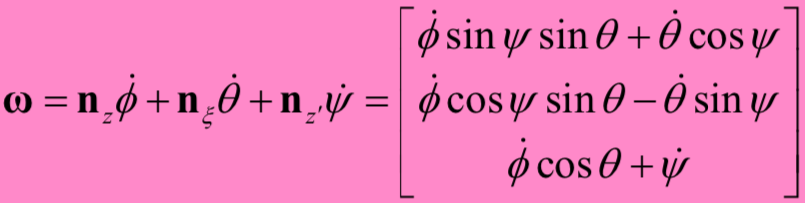 ω = n_z ϕ̇ + n_ξ θ̇ + n_z′ ψ̇ = [ ϕ̇ sin ψ sin θ + θ̇ cos ψ
ϕ̇ cos ψ sin θ − θ̇ sin ψ
ϕ̇ cos θ + ψ̇ ]